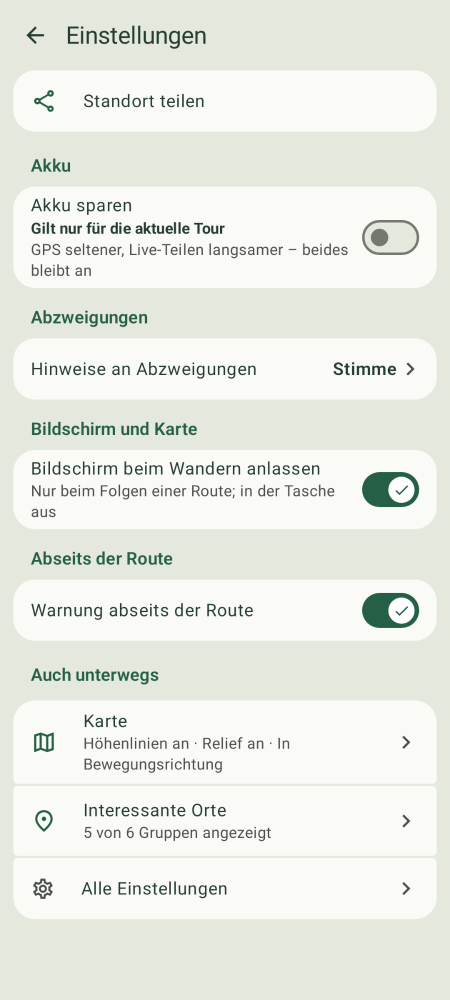 Einstellungen
Standort teilen
Akku
Akku sparen
Gilt nur für die aktuelle Tour
GPS seltener, Live-Teilen langsamer – beides
bleibt an
Abzweigungen
Hinweise an Abzweigungen
Stimme
Bildschirm und Karte
Bildschirm beim Wandern anlassen
Nur beim Folgen einer Route; in der Tasche
aus
Abseits der Route
Warnung abseits der Route
Auch unterwegs
Karte
Höhenlinien an · Relief an · In
Bewegungsrichtung
Interessante Orte
5 von 6 Gruppen angezeigt
Alle Einstellungen